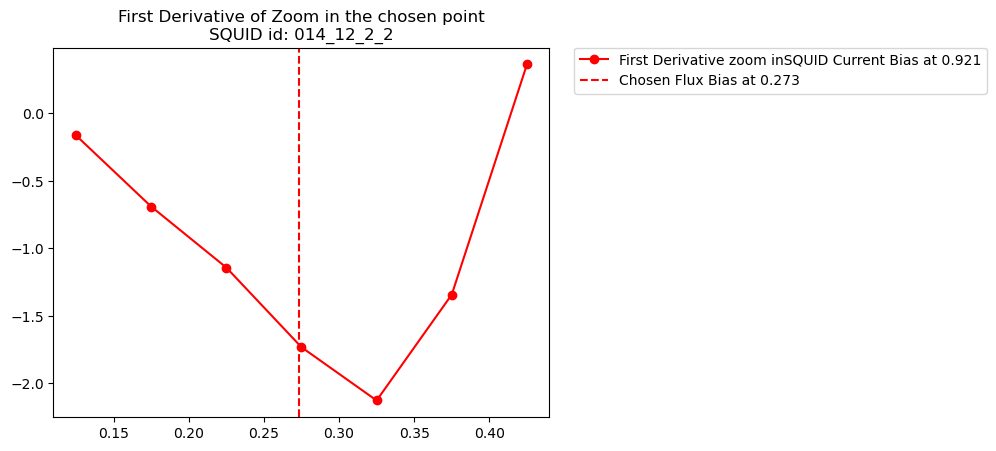 First Derivative of Zoom in the chosen point
SQUID id: 014_12_2_2
First Derivative zoom inSQUID Current Bias at 0.921
Chosen Flux Bias at 0.273
0.0
−0.5
−1.0
−1.5
−2.0
0.15 0.20 0.25 0.30 0.35 0.40